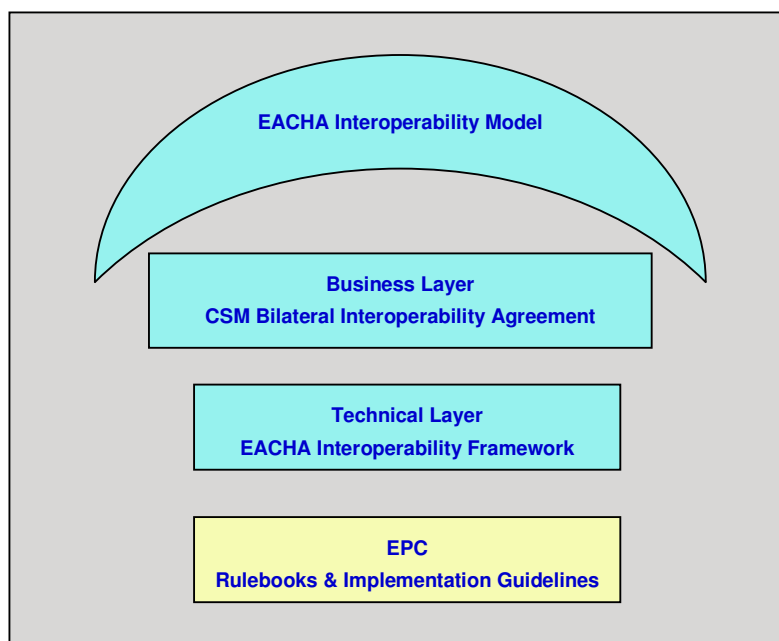 EACHA Interoperability Model
Business Layer
CSM Bilateral Interoperability Agreement
Technical Layer
EACHA Interoperability Framework
EPC
Rulebooks & Implementation Guidelines